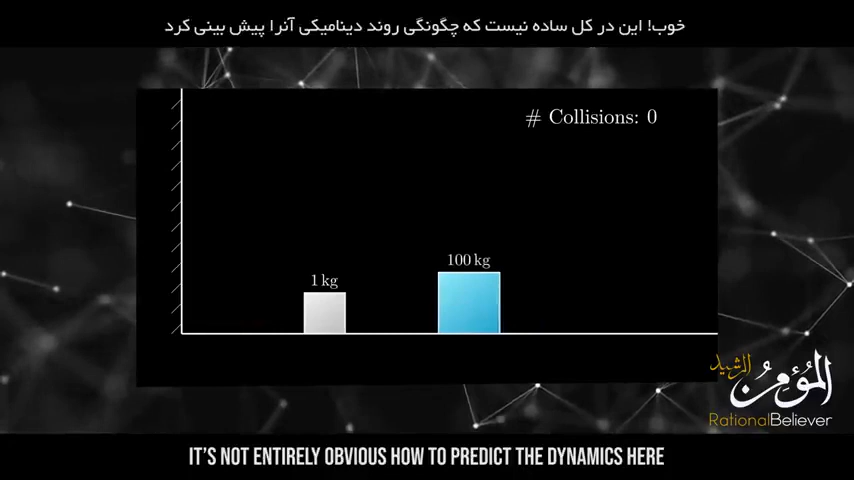 خوب! این در کل ساده نیست که چگونگی روند دینامیکی آنرا پیش بینی کرد
# Collisions: 0
1 kg
100 kg
المؤمن الرشید
RationalBeliever
IT'S NOT ENTIRELY OBVIOUS HOW TO PREDICT THE DYNAMICS HERE